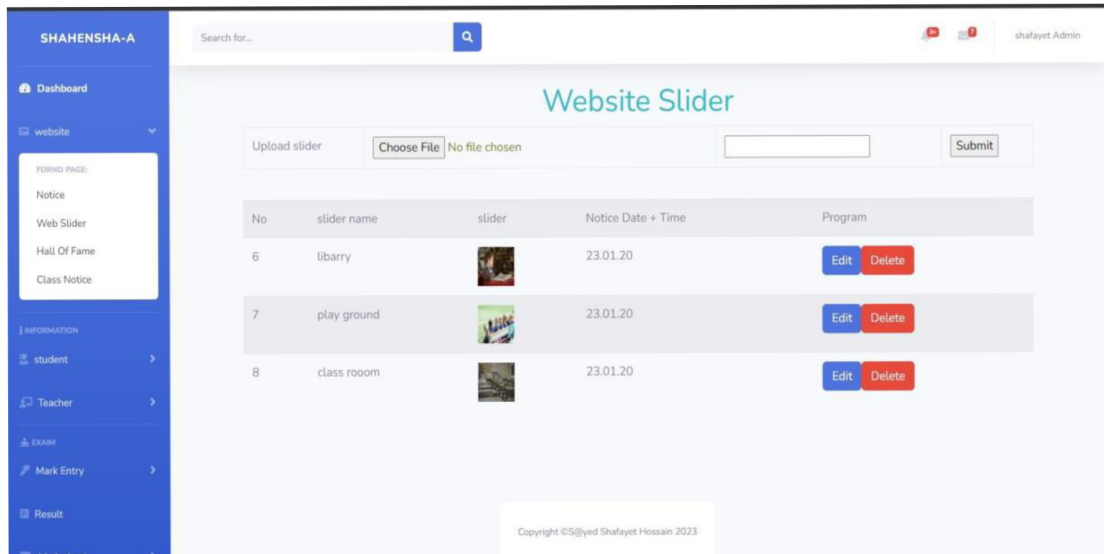 SHAHENSHA-A
Search for...
3+
7
shafayet Admin
Dashboard
website
FORND PAGE:
Notice
Web Slider
Hall Of Fame
Class Notice
INFORMATION
student
Teacher
EXAIM
Mark Entry
Result
Website Slider
Upload slider Choose File No file chosen Submit
No slider name slider Notice Date + Time Program
6 libarry 23.01.20 Edit Delete
7 play ground 23.01.20 Edit Delete
8 class rooom 23.01.20 Edit Delete
Copyright ©S@yed Shafayet Hossain 2023